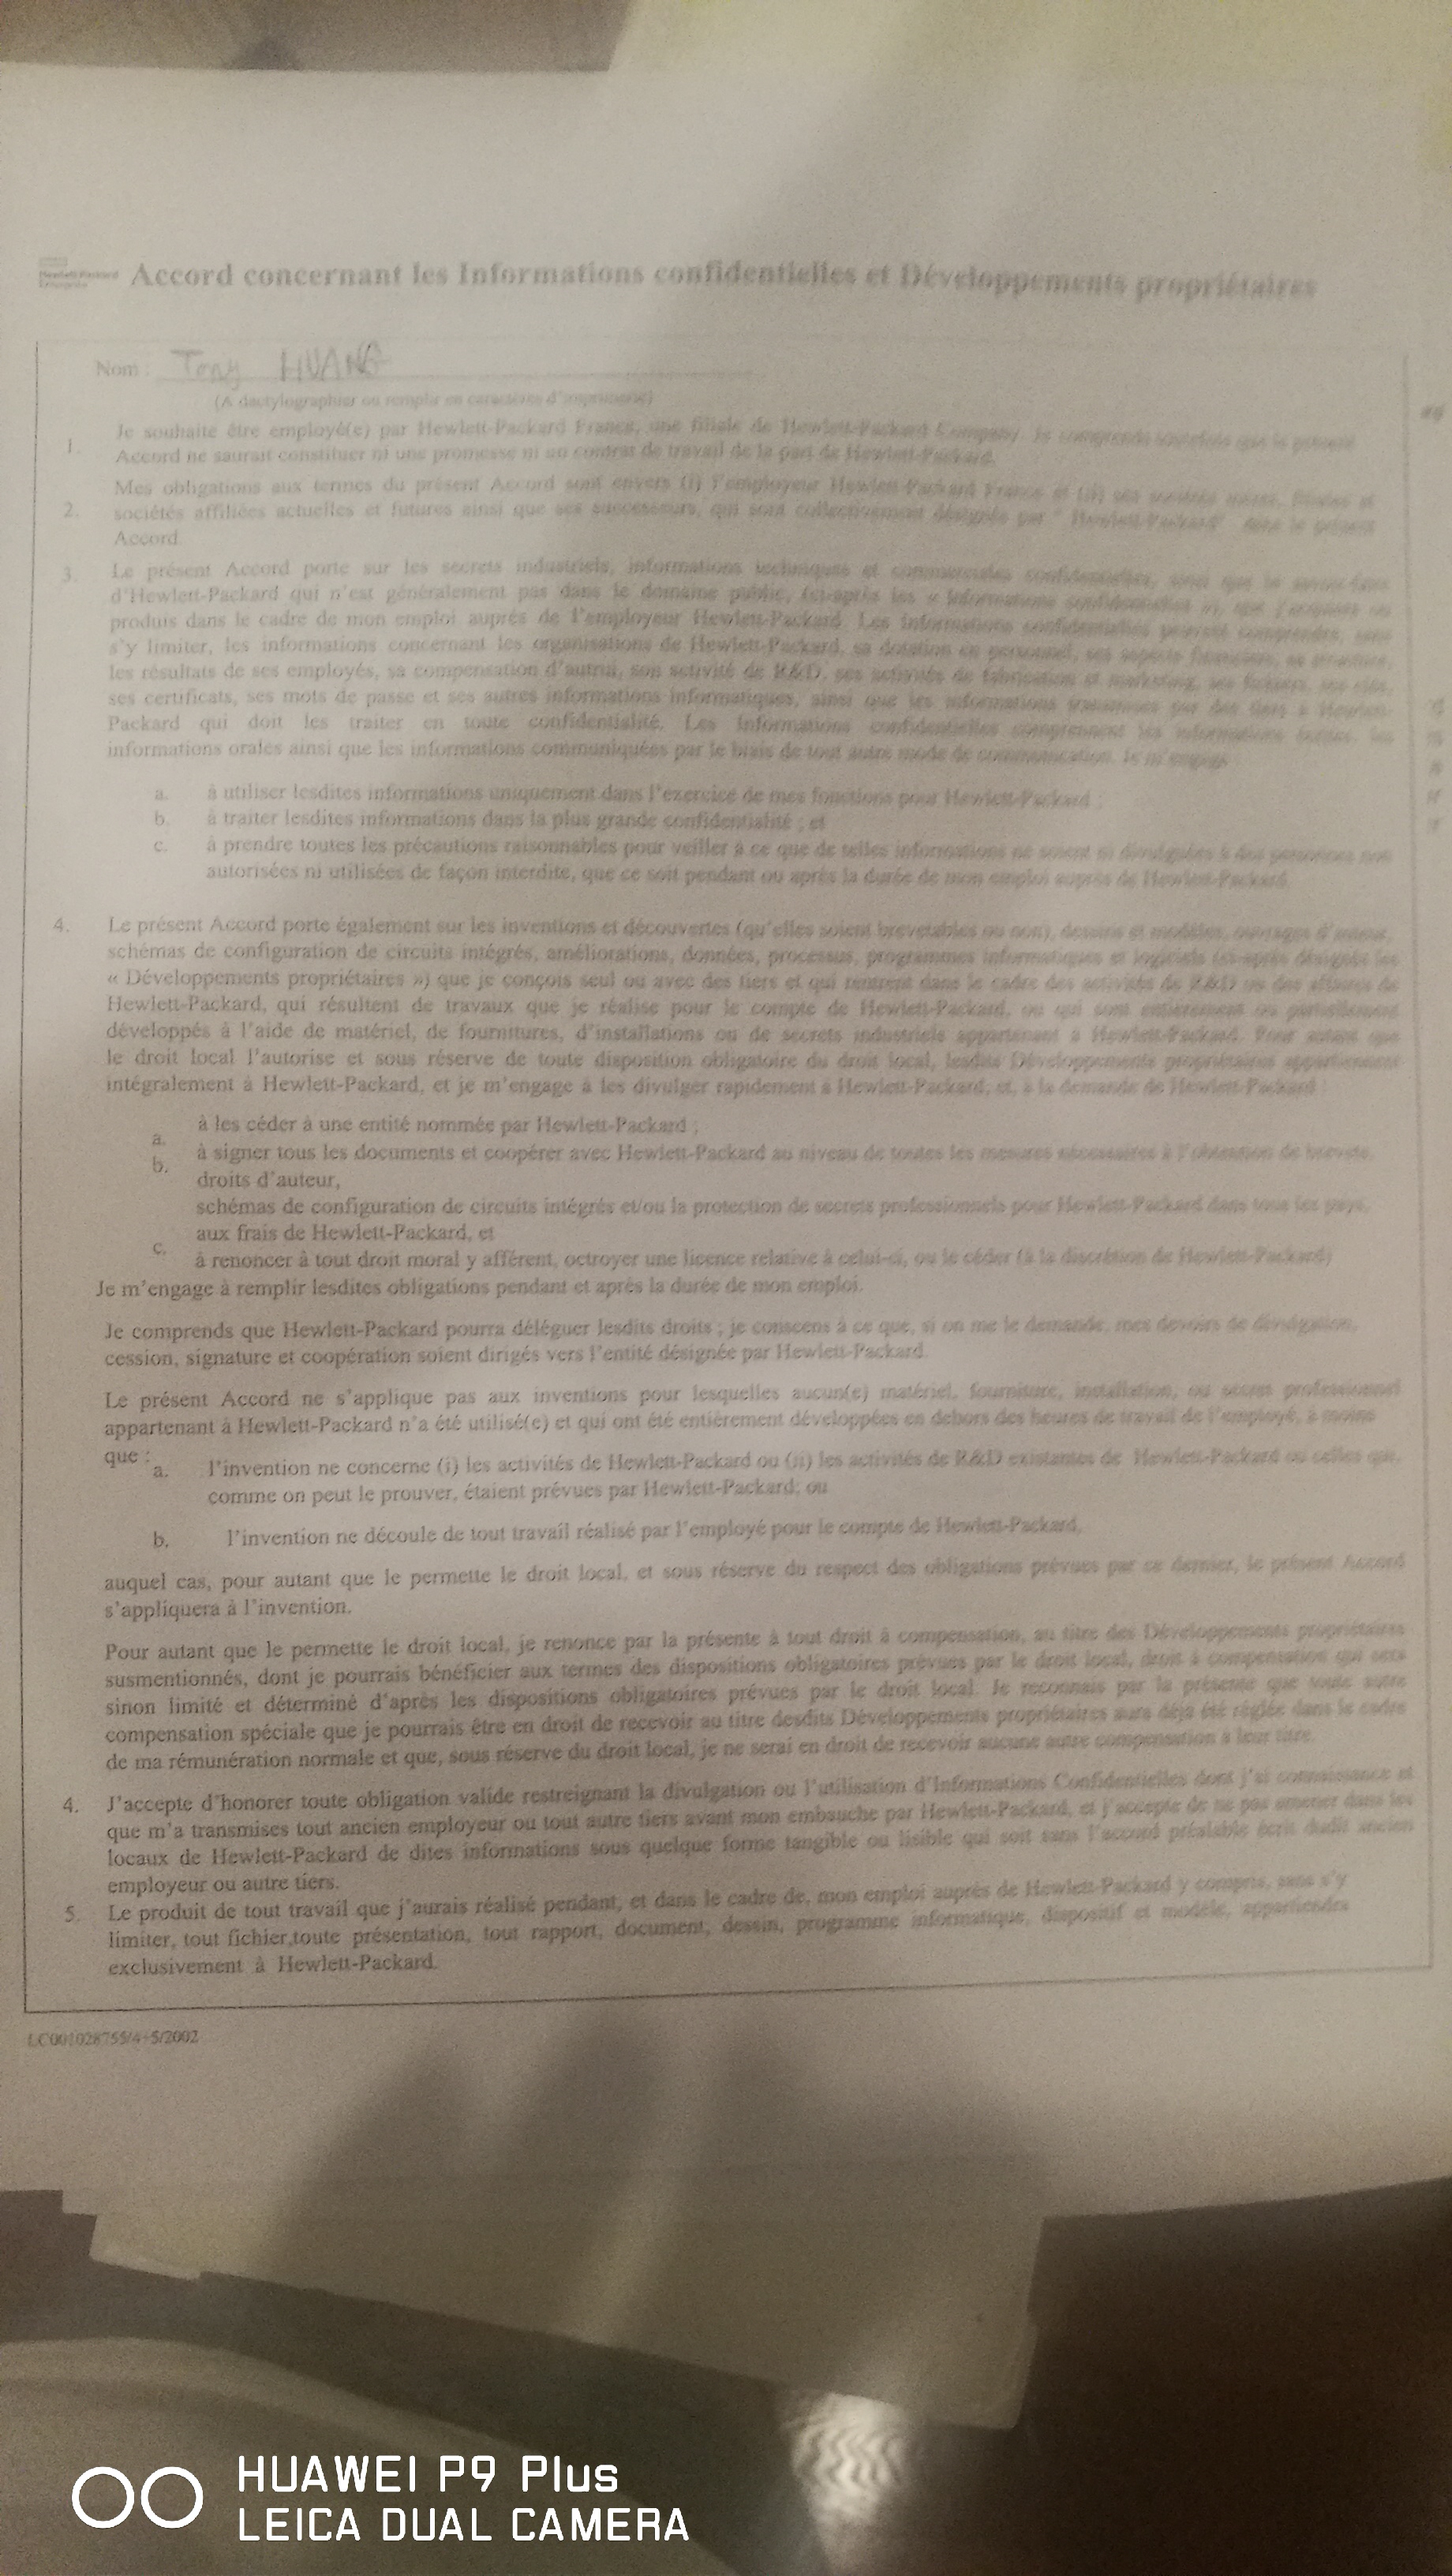 Hewlett Packard
Enterprise
Accord concernant les Informations confidentielles et Développements propriétaires
Nom : Tony HUANG
(A dactylographier ou remplir en caractères d'imprimerie)
1. Je souhaite être employé(e) par Hewlett-Packard France, une filiale de Hewlett-Packard Company. Je comprends toutefois que le présent
Accord ne saurait constituer ni une promesse ni un contrat de travail de la part de Hewlett-Packard.
Mes obligations aux termes du présent Accord sont envers (i) l'employeur Hewlett-Packard France et (ii) ses sociétés mères, filiales et
2. sociétés affiliées actuelles et futures ainsi que ses successeurs, qui sont collectivement désignés par " Hewlett-Packard" dans le présent
Accord.
3. Le présent Accord porte sur les secrets industriels, informations techniques et commerciales confidentielles, ainsi que le savoir-faire
d'Hewlett-Packard qui n'est généralement pas dans le domaine public, (ci-après les « Informations confidentielles »), que j'acquiers ou
produis dans le cadre de mon emploi auprès de l'employeur Hewlett-Packard. Les Informations confidentielles peuvent comprendre, sans
s'y limiter, les informations concernant les organisations de Hewlett-Packard, sa dotation en personnel, ses aspects financiers, sa structure,
les résultats de ses employés, sa compensation d'autrui, son activité de R&D, ses activités de fabrication et marketing, ses fichiers, ses clés,
ses certificats, ses mots de passe et ses autres informations informatiques, ainsi que les informations transmises par des tiers à Hewlett-
Packard qui doit les traiter en toute confidentialité. Les Informations confidentielles comprennent les informations écrites, les
informations orales ainsi que les informations communiquées par le biais de tout autre mode de communication. Je m'engage :
a. à utiliser lesdites informations uniquement dans l'exercice de mes fonctions pour Hewlett-Packard ;
b. à traiter lesdites informations dans la plus grande confidentialité ; et
c. à prendre toutes les précautions raisonnables pour veiller à ce que de telles informations ne soient ni divulguées à des personnes non
autorisées ni utilisées de façon interdite, que ce soit pendant ou après la durée de mon emploi auprès de Hewlett-Packard.
4. Le présent Accord porte également sur les inventions et découvertes (qu'elles soient brevetables ou non), dessins et modèles, ouvrages d'auteur,
schémas de configuration de circuits intégrés, améliorations, données, processus, programmes informatiques et logiciels (ci-après désignés les
« Développements propriétaires ») que je conçois seul ou avec des tiers et qui rentrent dans le cadre des activités de R&D ou des affaires de
Hewlett-Packard, qui résultent de travaux que je réalise pour le compte de Hewlett-Packard, ou qui sont entièrement ou partiellement
développés à l'aide de matériel, de fournitures, d'installations ou de secrets industriels appartenant à Hewlett-Packard. Pour autant que
le droit local l'autorise et sous réserve de toute disposition obligatoire du droit local, lesdits Développements propriétaires appartiennent
intégralement à Hewlett-Packard, et je m'engage à les divulger rapidement à Hewlett-Packard, et, à la demande de Hewlett-Packard :
a. à les céder à une entité nommée par Hewlett-Packard ;
b. à signer tous les documents et coopérer avec Hewlett-Packard au niveau de toutes les mesures nécessaires à l'obtention de brevets,
droits d'auteur,
schémas de configuration de circuits intégrés et/ou la protection de secrets professionnels pour Hewlett-Packard dans tous les pays,
aux frais de Hewlett-Packard, et
c. à renoncer à tout droit moral y afférent, octroyer une licence relative à celui-ci, ou le céder (à la discrétion de Hewlett-Packard)
Je m'engage à remplir lesdites obligations pendant et après la durée de mon emploi.
Je comprends que Hewlett-Packard pourra déléguer lesdits droits ; je consens à ce que, si on me le demande, mes devoirs de divulgation,
cession, signature et coopération soient dirigés vers l'entité désignée par Hewlett-Packard.
Le présent Accord ne s'applique pas aux inventions pour lesquelles aucun(e) matériel, fourniture, installation, ou secret professionnel
appartenant à Hewlett-Packard n'a été utilisé(e) et qui ont été entièrement développées en dehors des heures de travail de l'employé, à moins
que :
a. l'invention ne concerne (i) les activités de Hewlett-Packard ou (ii) les activités de R&D existantes de Hewlett-Packard ou celles que,
comme on peut le prouver, étaient prévues par Hewlett-Packard; ou
b. l'invention ne découle de tout travail réalisé par l'employé pour le compte de Hewlett-Packard,
auquel cas, pour autant que le permette le droit local, et sous réserve du respect des obligations prévues par ce dernier, le présent Accord
s'appliquera à l'invention.
Pour autant que le permette le droit local, je renonce par la présente à tout droit à compensation, au titre des Développements propriétaires
susmentionnés, dont je pourrais bénéficier aux termes des dispositions obligatoires prévues par le droit local, droit à compensation qui sera
sinon limité et déterminé d'après les dispositions obligatoires prévues par le droit local. Je reconnais par la présente que toute autre
compensation spéciale que je pourrais être en droit de recevoir au titre desdits Développements propriétaires aura déjà été réglée dans le cadre
de ma rémunération normale et que, sous réserve du droit local, je ne serai en droit de recevoir aucune autre compensation à leur titre.
4. J'accepte d'honorer toute obligation valide restreignant la divulgation ou l'utilisation d'Informations Confidentielles dont j'ai connaissance et
que m'a transmises tout ancien employeur ou tout autre tiers avant mon embauche par Hewlett-Packard, et j'accepte de ne pas amener dans les
locaux de Hewlett-Packard de dites informations sous quelque forme tangible ou lisible qui soit sans l'accord préalable écrit dudit ancien
employeur ou autre tiers.
5. Le produit de tout travail que j'aurais réalisé pendant, et dans le cadre de, mon emploi auprès de Hewlett-Packard y compris, sans s'y
limiter, tout fichier,toute présentation, tout rapport, document, dessin, programme informatique, dispositif et modèle, appartiendra
exclusivement à Hewlett-Packard.
LC001028755/4-5/2002
HUAWEI P9 Plus
LEICA DUAL CAMERA